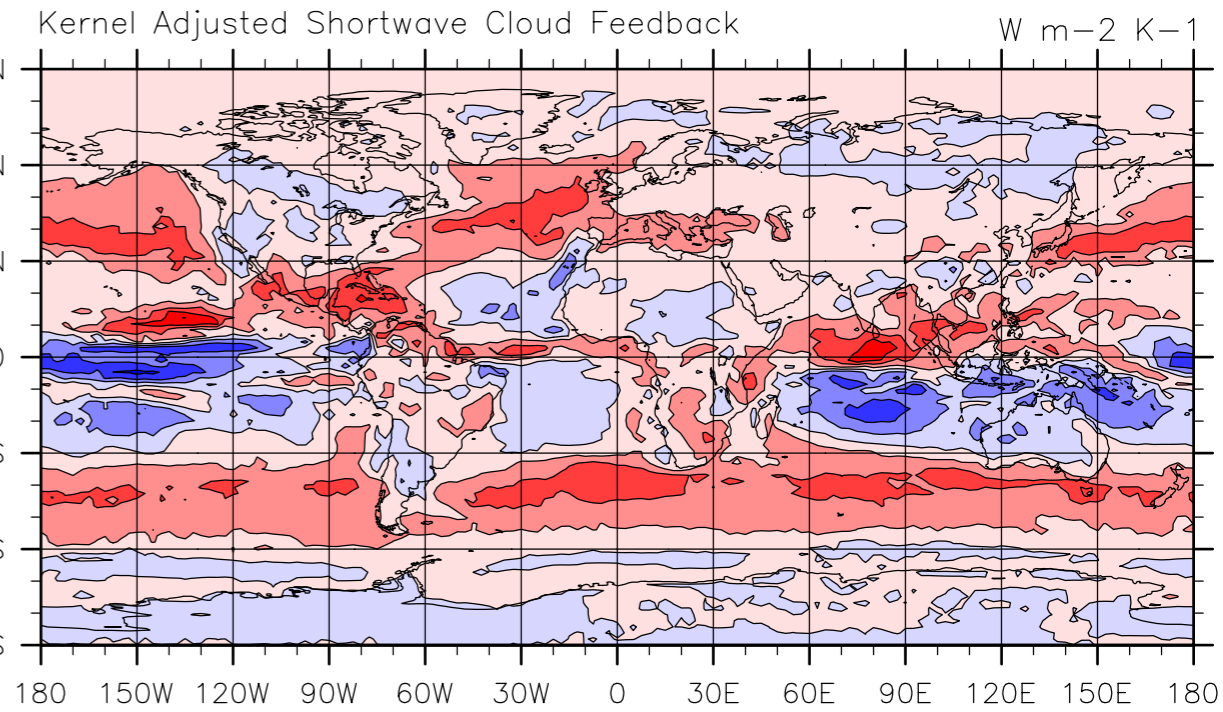 Kernel Adjusted Shortwave Cloud Feedback
W m-2 K-1
N
N
N
0
S
S
S
180 150W 120W 90W 60W 30W 0 30E 60E 90E 120E 150E 180